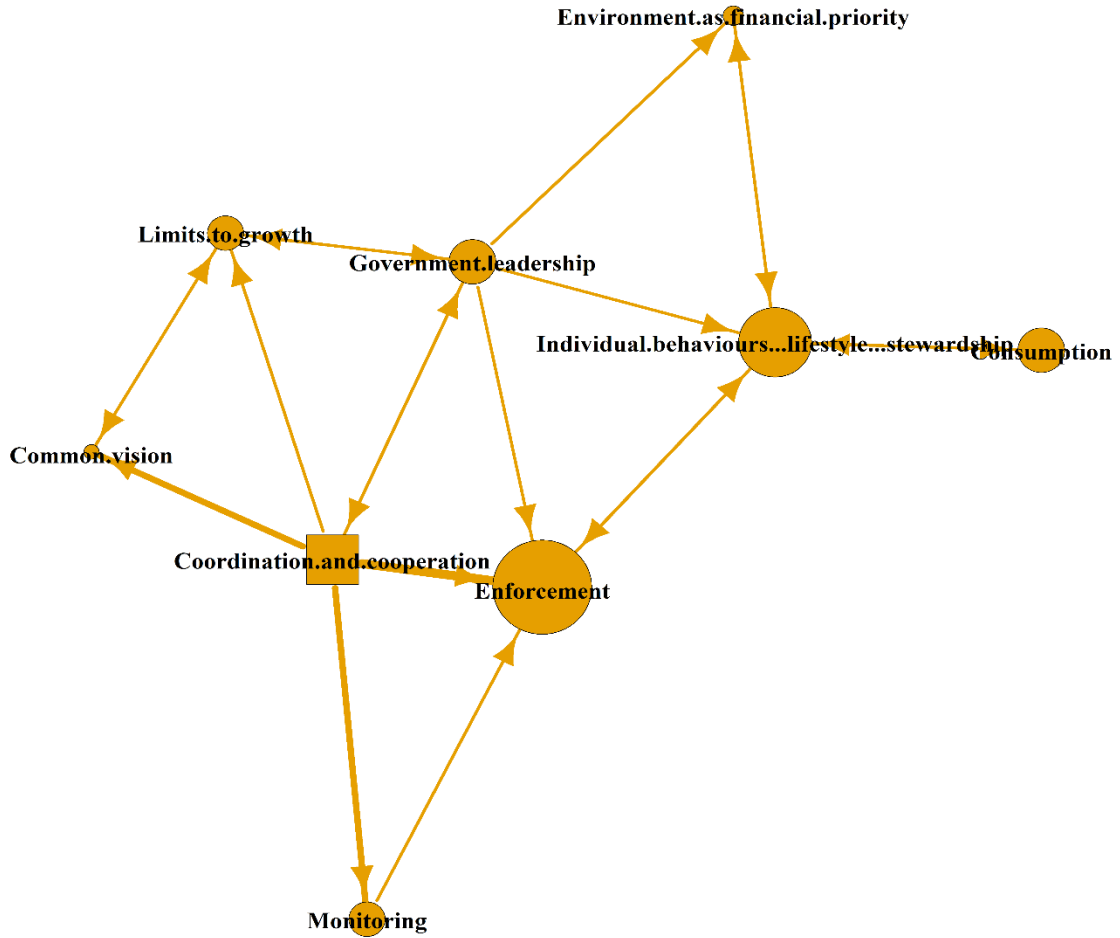 Environment.as.financial.priority
Limits.to.growth
Government.leadership
Individual.behaviours...lifestyle...stewardship
Consumption
Common.vision
Coordination.and.cooperation
Enforcement
Monitoring